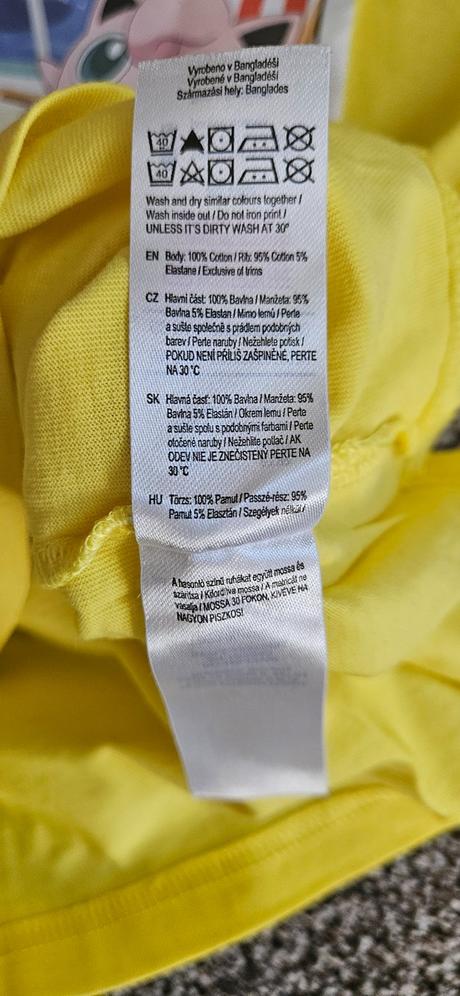 Vyrobeno v Bangladéši
Vyrobené v Bangladéši
Származási hely: Banglades
40
40
Wash and dry similar colours together /
Wash inside out / Do not iron print /
UNLESS IT'S DIRTY WASH AT 30°
EN Body: 100% Cotton / Rib: 95% Cotton 5%
Elastane / Exclusive of trims
CZ Hlavní část: 100% Bavlna / Manžeta: 95%
Bavlna 5% Elastan / Mimo lemů / Perte
a sušte společně s prádlem podobných
barev / Perte naruby / Nežehlete potisk /
POKUD NENÍ PŘÍLIŠ ZAŠPINĚNÉ, PERTE
NA 30 °C
SK Hlavná časť: 100% Bavlna / Manžeta: 95%
Bavlna 5% Elastán / Okrem lemu / Perte
a sušte spolu s podobnými farbami / Perte
otočené naruby / Nežehlite potlač / AK
ODEV NIE JE ZNEČISTENÝ PERTE NA
30 °C
HU Törzs: 100% Pamut / Passzé-rész: 95%
Pamut 5% Elasztán / Szegélyek nélkül /
A hasonló színű ruhákat együtt mossa és
szárítsa / Kifordítva mossa / A matricát ne
vasalja / MOSSA 30 FOKON, KIVÉVE HA
NAGYON PISZKOS!